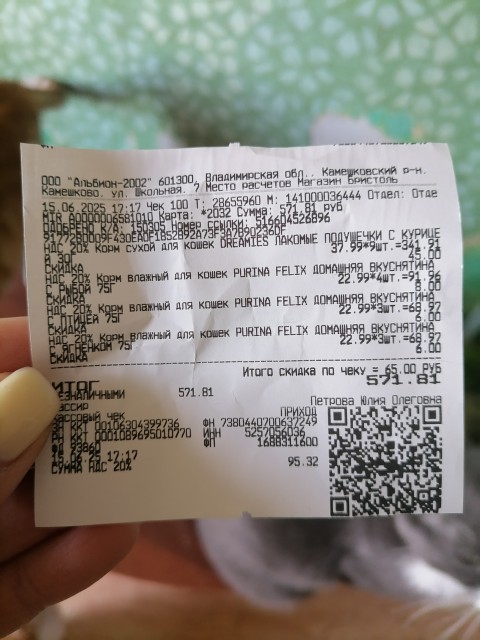 ООО "Альбион-2002" 601300, Владимирская обл., Камешковский р-н,
Камешково, ул. Школьная, 7 Место расчетов Магазин Бристоль
15.06.2025 17:17 Чек 100 Т: 28655960 М: 141000036444 Отдел: Отде
MTR A0000006581010 Карта: *2032 Сумма: 571.81 РУБ
ОДОБРЕНО К/А: 150305 Номер ссылки: 516604526896
НДС 20% Корм сухой для кошек DREAMIES ЛАКОМЫЕ ПОДУШЕЧКИ С КУРИЦЕ
Й 30Г 37.99*9шт.=341.91
СКИДКА 45.00
НДС 20% Корм влажный для кошек PURINA FELIX ДОМАШНЯЯ ВКУСНЯТИНА
С РЫБОЙ 75Г 22.99*4шт.=91.96
СКИДКА 8.00
НДС 20% Корм влажный для кошек PURINA FELIX ДОМАШНЯЯ ВКУСНЯТИНА
С ПТИЦЕЙ 75Г 22.99*3шт.=68.97
СКИДКА 6.00
НДС 20% Корм влажный для кошек PURINA FELIX ДОМАШНЯЯ ВКУСНЯТИНА
75Г 22.99*3шт.=68.97
СКИДКА 6.00
Итого скидка по чеку = 65.00 РУБ
ИТОГ 571.81
БЕЗНАЛИЧНЫМИ 571.81
Кассир Петрова Юлия Олеговна
Кассовый чек ПРИХОД
ЗН ККТ 00106304399736 ФН 7380440700637249
РН ККТ 0001089695010770 ИНН 5257056036
ФД 73860 ФП 1688311600
15.06.25 17:17
СУММА НДС 20% 95.32